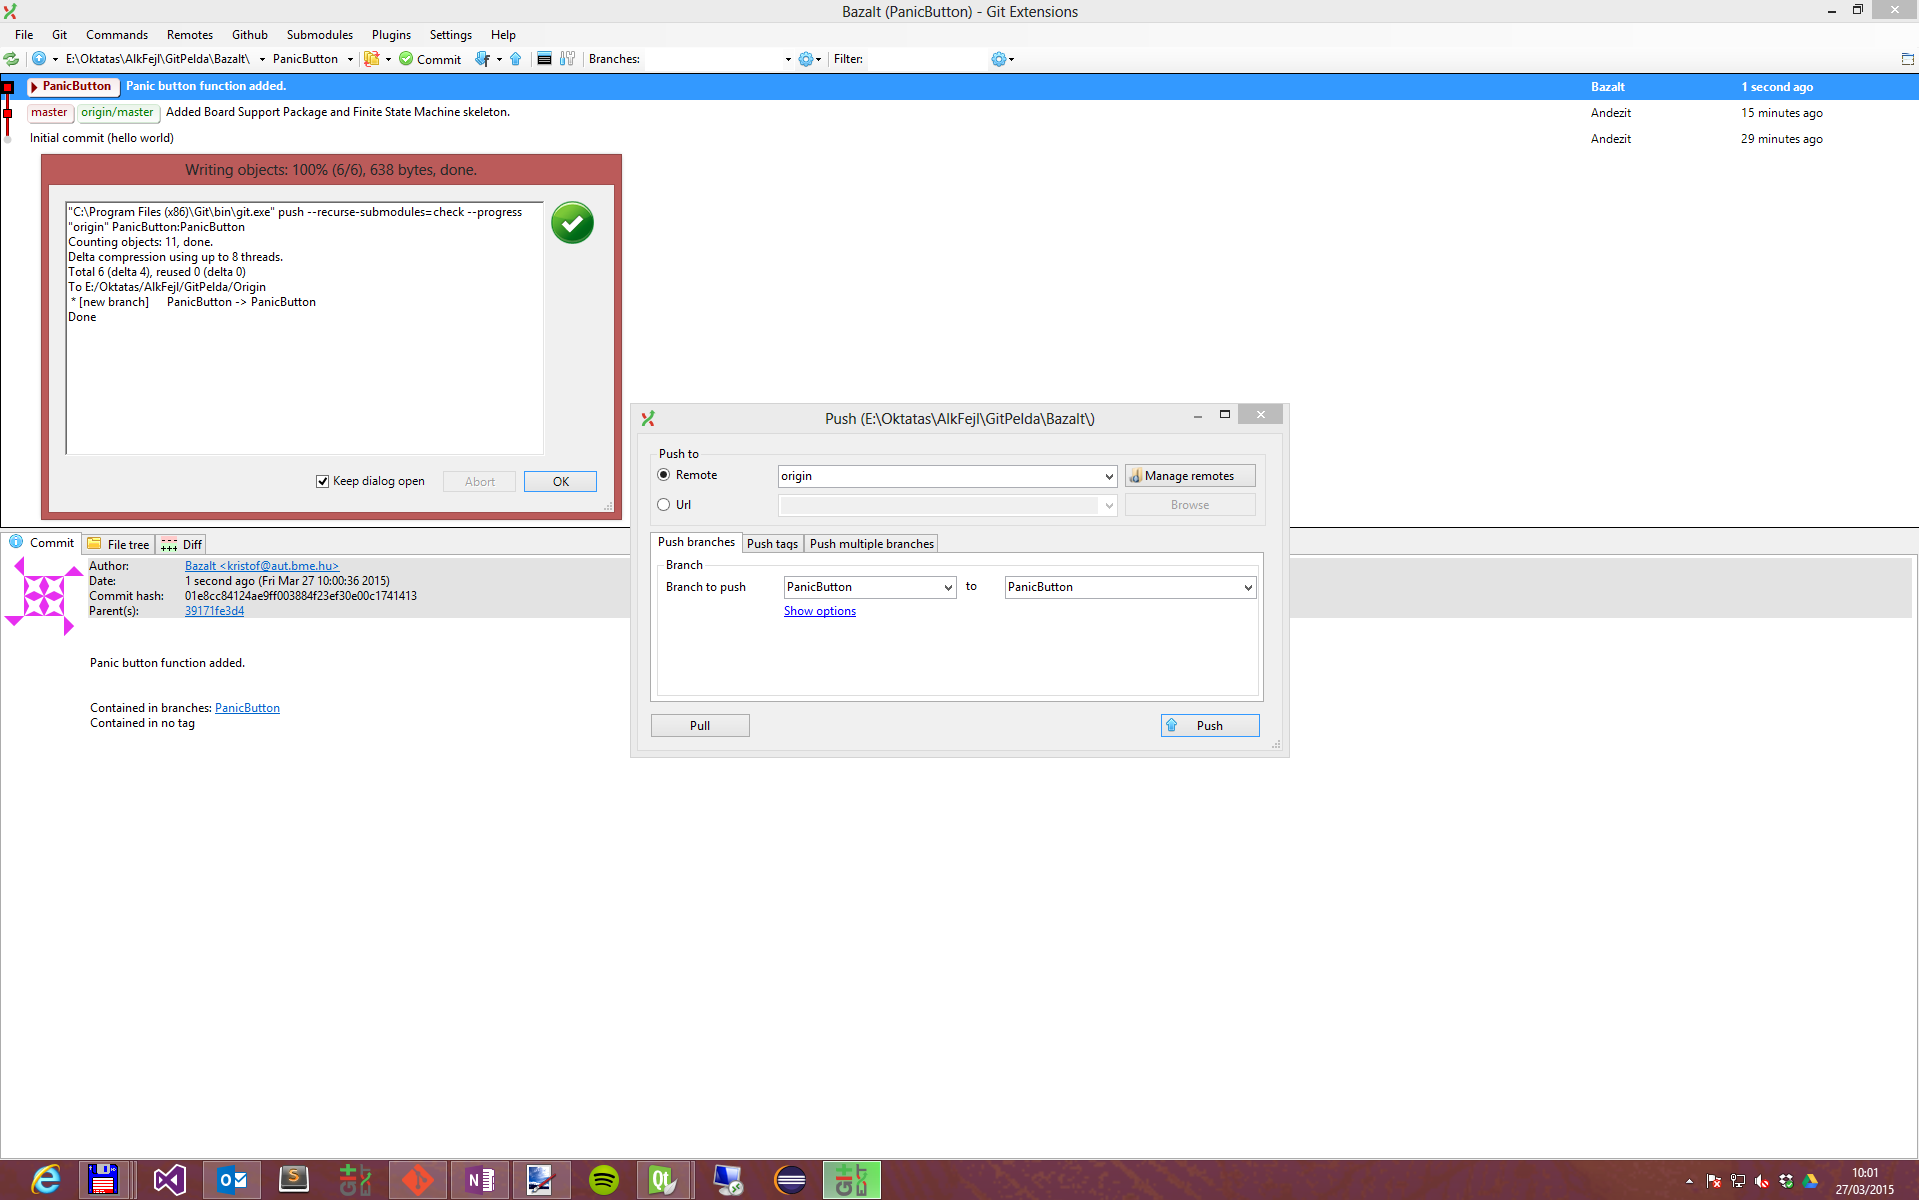 Bazalt (PanicButton) - Git Extensions
File Git Commands Remotes Github Submodules Plugins Settings Help
E:\Oktatas\AlkFejl\GitPelda\Bazalt\ PanicButton Commit Branches: Filter:
PanicButton Panic button function added. Bazalt 1 second ago
master origin/master Added Board Support Package and Finite State Machine skeleton. Andezit 15 minutes ago
Initial commit (hello world) Andezit 29 minutes ago
Writing objects: 100% (6/6), 638 bytes, done.
"C:\Program Files (x86)\Git\bin\git.exe" push --recurse-submodules=check --progress
"origin" PanicButton:PanicButton
Counting objects: 11, done.
Delta compression using up to 8 threads.
Total 6 (delta 4), reused 0 (delta 0)
To E:/Oktatas/AlkFejl/GitPelda/Origin
* [new branch] PanicButton -> PanicButton
Done
Keep dialog open Abort OK
Push (E:\Oktatas\AlkFejl\GitPelda\Bazalt\)
Push to
Remote origin Manage remotes
Url Browse
Push branches Push tags Push multiple branches
Branch
Branch to push PanicButton to PanicButton
Show options
Pull Push
Commit File tree Diff
Author: Bazalt <kristof@aut.bme.hu>
Date: 1 second ago (Fri Mar 27 10:00:36 2015)
Commit hash: 01e8cc84124ae9ff003884f23ef30e00c1741413
Parent(s): 39171fe3d4
Panic button function added.
Contained in branches: PanicButton
Contained in no tag
10:01
27/03/2015